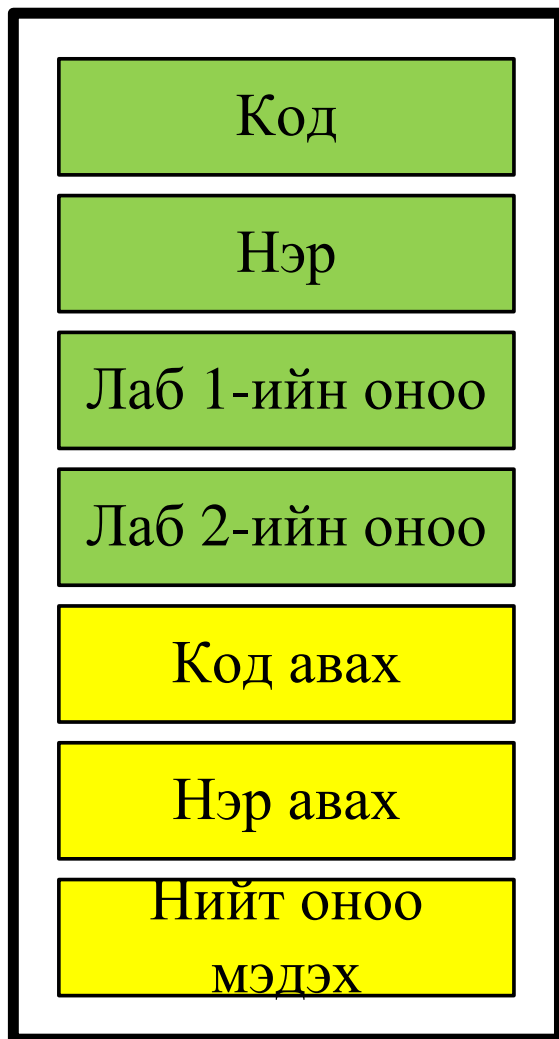 Код
Нэр
Лаб 1-ийн оноо
Лаб 2-ийн оноо
Код авах
Нэр авах
Нийт оноо
мэдэх